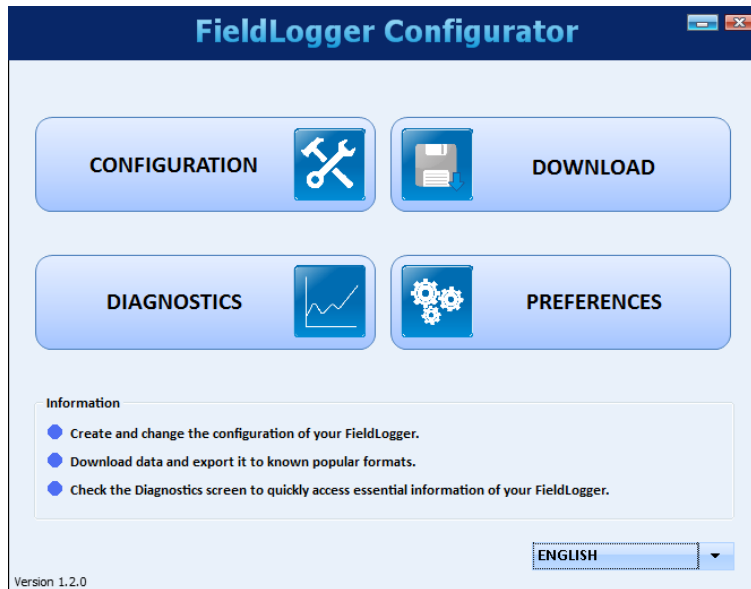 FieldLogger Configurator
CONFIGURATION
DOWNLOAD
DIAGNOSTICS
PREFERENCES
Information
Create and change the configuration of your FieldLogger.
Download data and export it to known popular formats.
Check the Diagnostics screen to quickly access essential information of your FieldLogger.
ENGLISH
Version 1.2.0